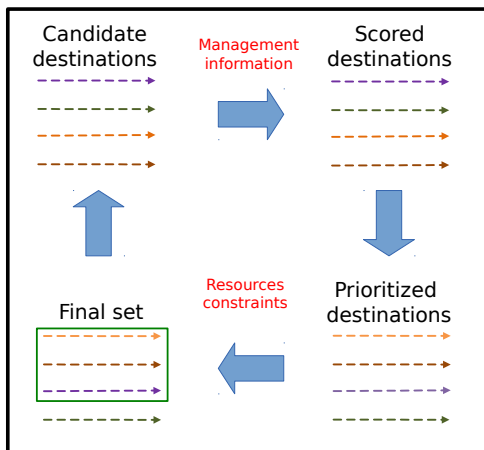 Candidate
destinations
Management
information
Scored
destinations
Final set
Resources
constraints
Prioritized
destinations